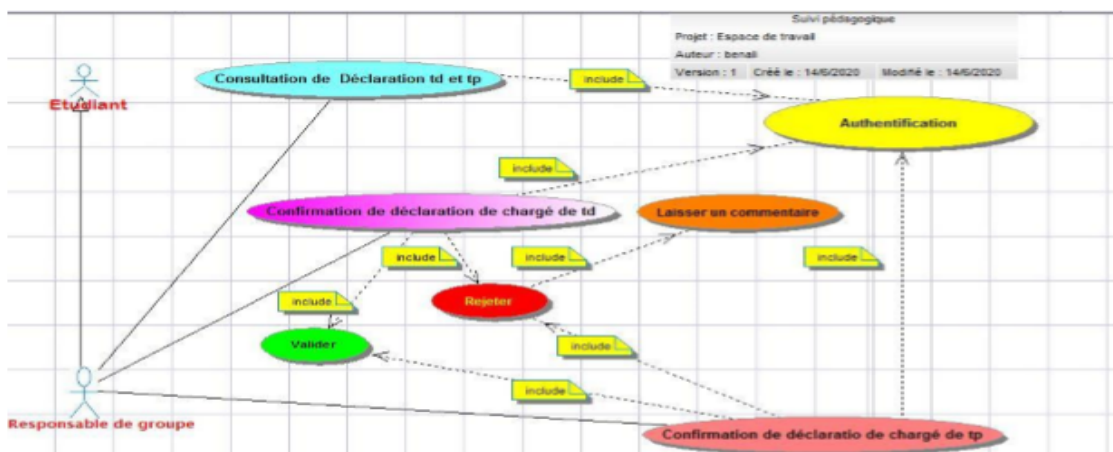 Suivi pédagogique
Projet : Espace de travail
Auteur : benali
Version : 1 Créé le : 14/6/2020 Modifié le : 14/6/2020
Consultation de Déclaration td et tp
include
Etudiant
Authentification
include
Confirmation de déclaration de chargé de td
Laisser un commentaire
include
include
include
Rejeter
include
Valider
include
include
Responsable de groupe
Confirmation de déclaratio de chargé de tp